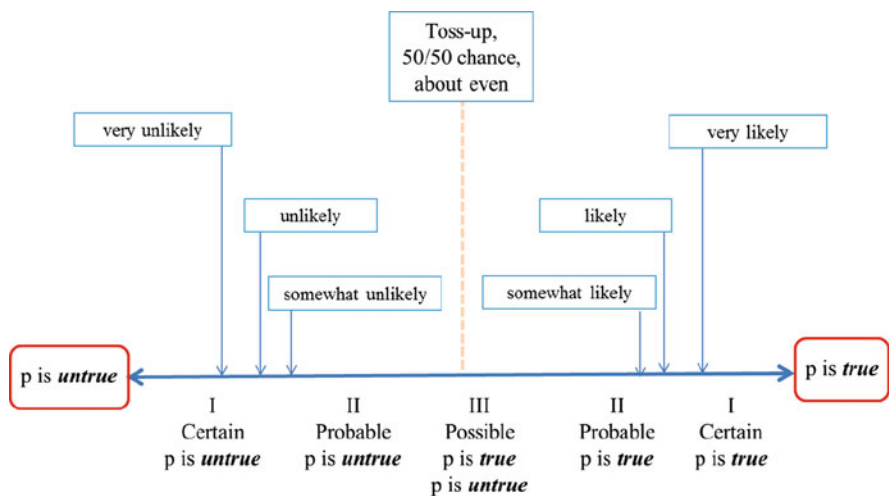 Toss-up,
50/50 chance,
about even
very unlikely
very likely
unlikely
likely
somewhat unlikely
somewhat likely
p is untrue
p is true
I
Certain
p is untrue
II
Probable
p is untrue
III
Possible
p is true
p is untrue
II
Probable
p is true
I
Certain
p is true